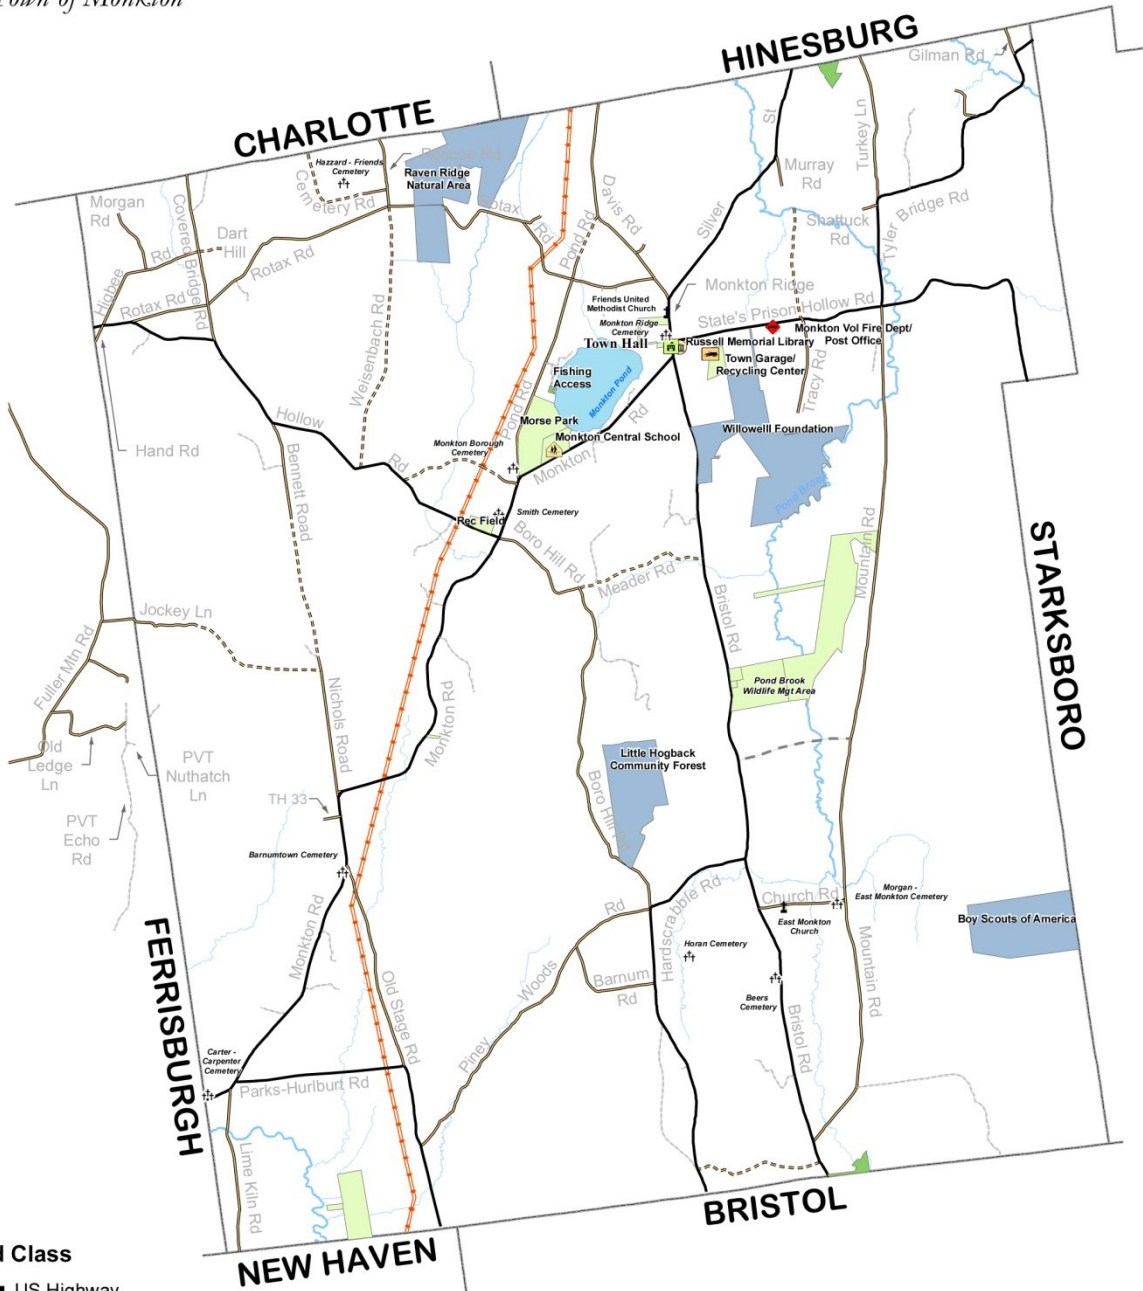 Town of Monkton
HINESBURG
Gilman Rd
CHARLOTTE
Hazzard - Friends
Cemetery
Raven Ridge
Natural Area
Cemetery Rd
St
Turkey Ln
Murray
Rd
Morgan
Rd
Covered Bridge Rd
Dart
Hill
Rotax
Rd
Davis Rd
Pond Rd
Silver
Shattuck
Rd
Tyler Bridge Rd
Higbee
Rd
Rotax Rd
Rotax Rd
Monkton Ridge
Friends United
Methodist Church
State's Prison Hollow Rd
Monkton Ridge
Cemetery
Town Hall
Russell Memorial Library
Monkton Vol Fire Dept/
Post Office
Town Garage/
Recycling Center
Tracy Rd
Weisenbach Rd
Fishing
Access
Monkton Pond
Pond Rd
Rd
Morse Park
Monkton Central School
Monkton
Willowelll Foundation
Hollow
Rd
Hand Rd
Monkton Borough
Cemetery
Bennett Road
Pond Brook
Rec Field
Smith Cemetery
Boro Hill Rd
Meader Rd
Mountain Rd
STARKSBORO
Jockey Ln
Bristol Rd
Fuller Mtn Rd
Nichols Road
Monkton Rd
Pond Brook
Wildlife Mgt Area
Old
Ledge
Ln
PVT
Nuthatch
Ln
Little Hogback
Community Forest
TH 33
Boro Hill
PVT
Echo
Rd
Barnumtown Cemetery
Hardscrabble Rd
Church Rd
Morgan -
East Monkton Cemetery
East Monkton
Church
Boy Scouts of America
FERRISBURGH
Monkton Rd
Rd
Horan Cemetery
Woods
Barnum
Rd
Beers
Cemetery
Mountain Rd
Old Stage Rd
Bristol Rd
Piney
Carter -
Carpenter
Cemetery
Parks-Hurlburt Rd
Lime Kiln Rd
BRISTOL
NEW HAVEN
Class
US Highway